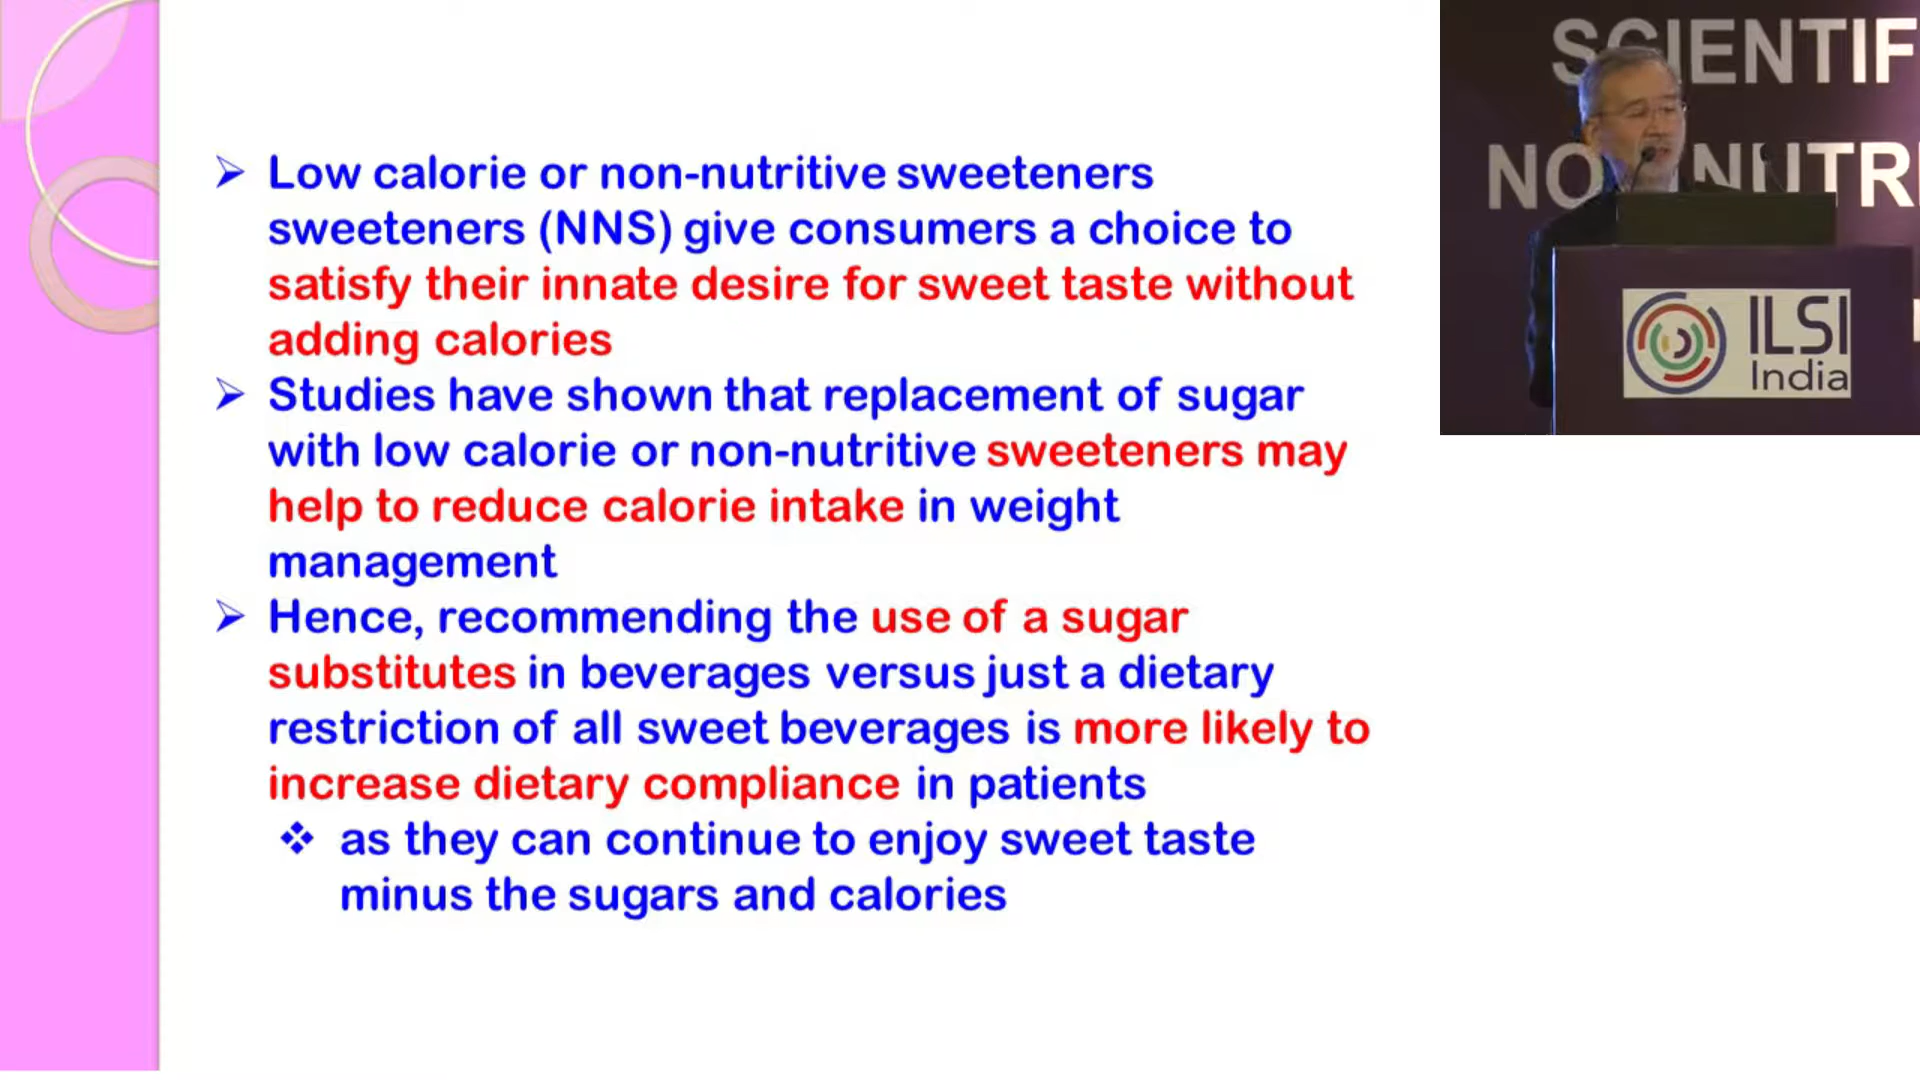 Low calorie or non-nutritive sweeteners
sweeteners (NNS) give consumers a choice to
satisfy their innate desire for sweet taste without
adding calories
Studies have shown that replacement of sugar
with low calorie or non-nutritive sweeteners may
help to reduce calorie intake in weight
management
Hence, recommending the use of a sugar
substitutes in beverages versus just a dietary
restriction of all sweet beverages is more likely to
increase dietary compliance in patients
as they can continue to enjoy sweet taste
minus the sugars and calories
SCIENTIF
NO NUTRI
ILSI
India